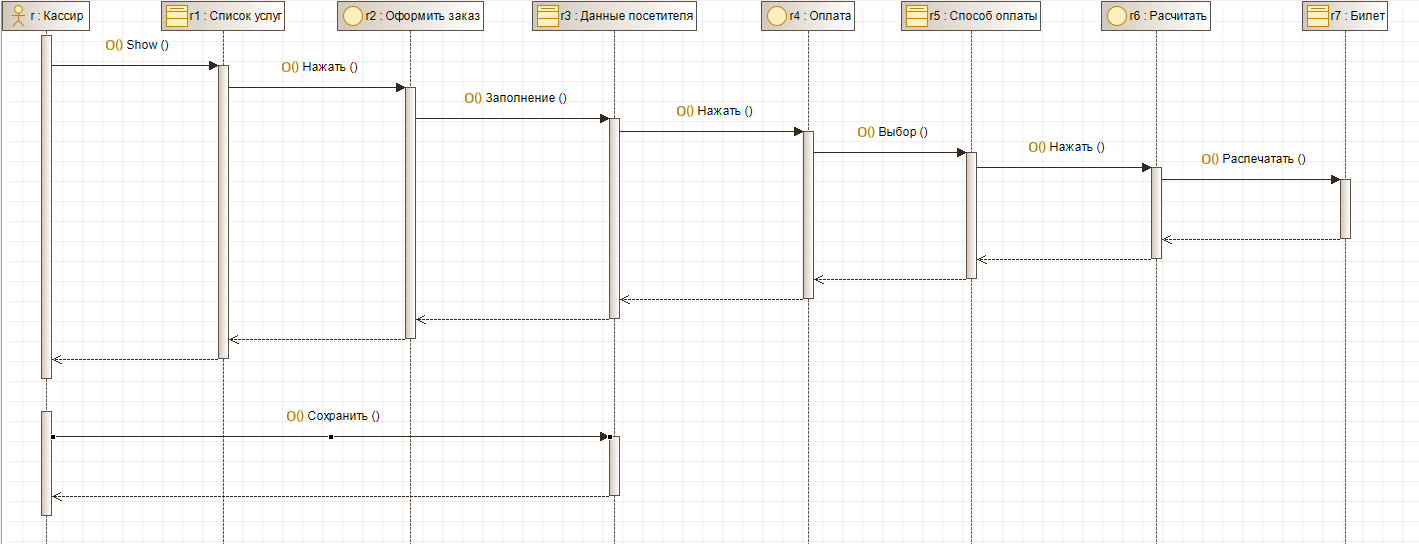 r : Кассир
r1 : Список услуг
r2 : Оформить заказ
r3 : Данные посетителя
r4 : Оплата
r5 : Способ оплаты
r6 : Расчитать
r7 : Билет
O() Show ()
O() Нажать ()
O() Заполнение ()
O() Нажать ()
O() Выбор ()
O() Нажать ()
O() Распечатать ()
O() Сохранить ()